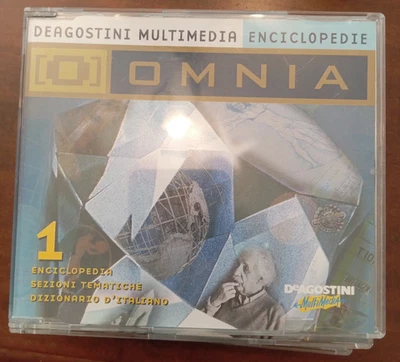 DEAGOSTINI MULTIMEDIA ENCICLOPEDIE
OMNIA
1
ENCICLOPEDIA
SEZIONI TEMATICHE
DIZIONARIO D'ITALIANO
DEAGOSTINI
MULTIMEDIA